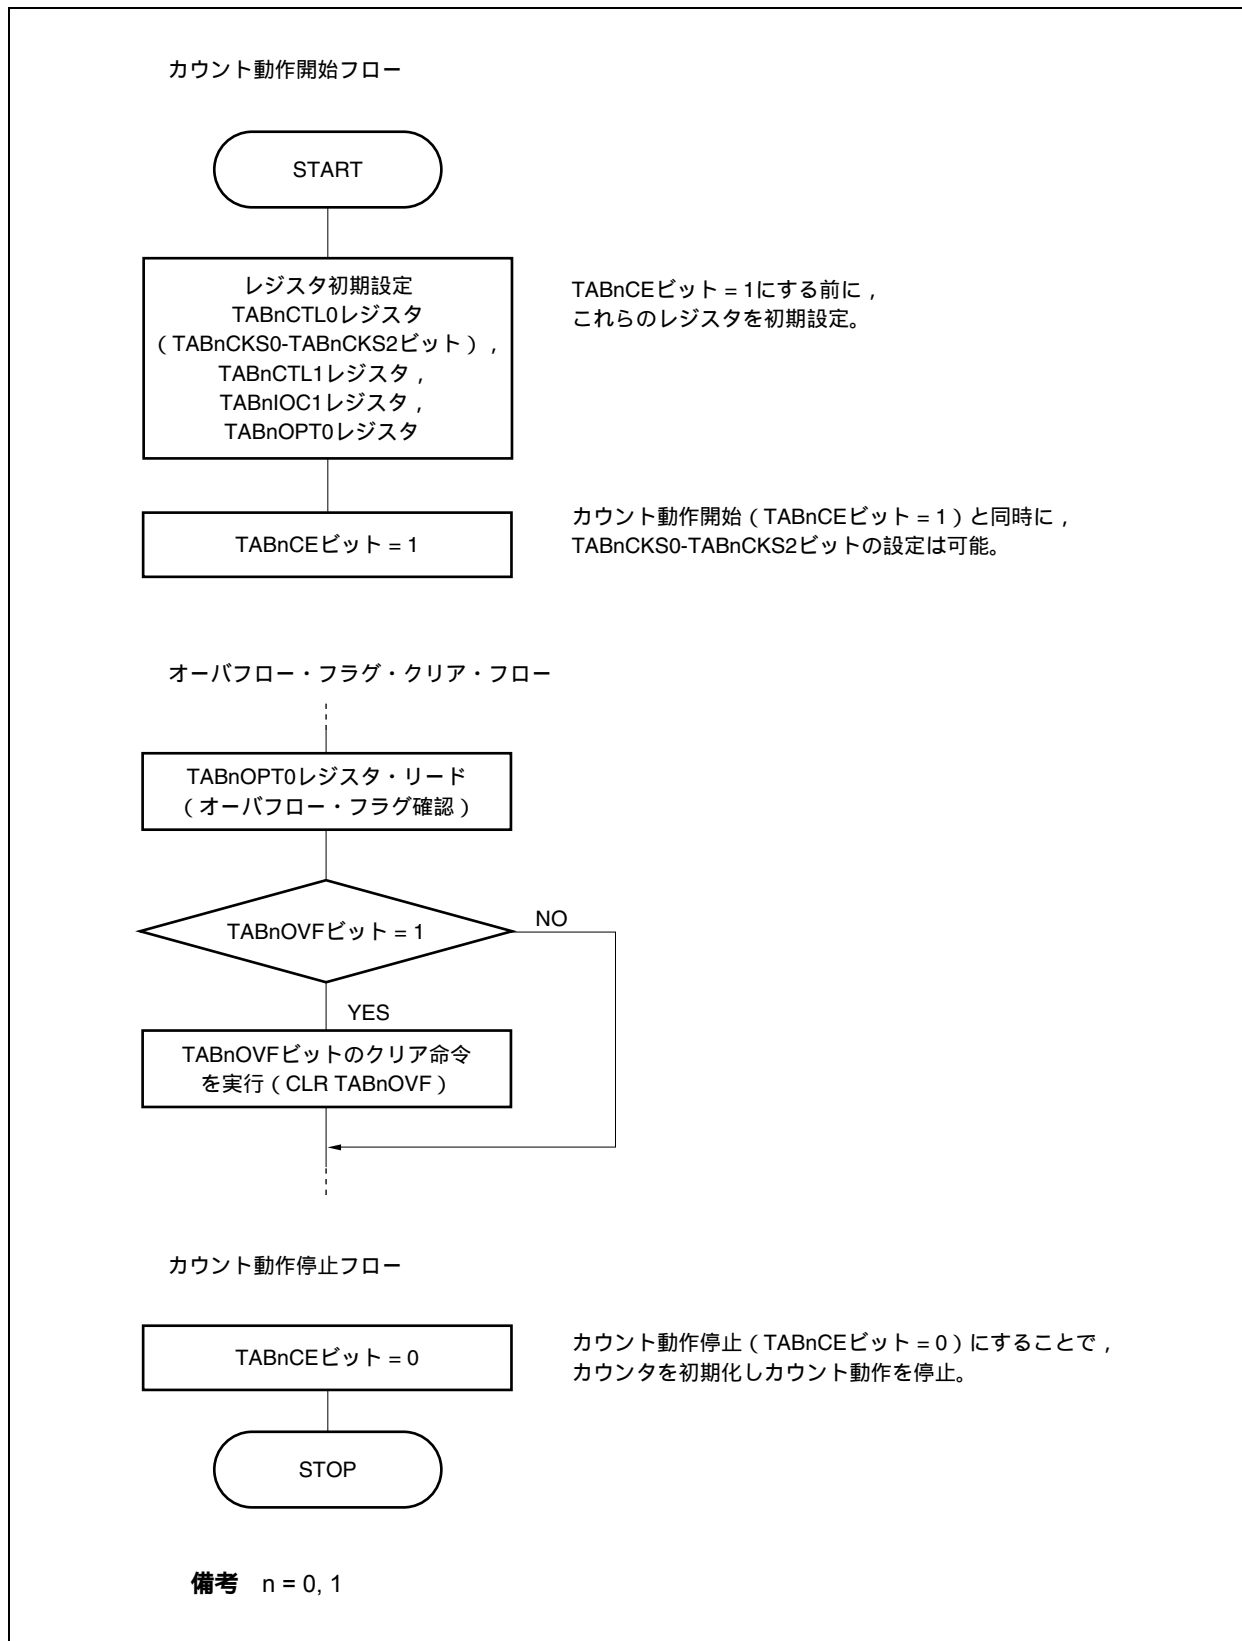 カウント動作開始フロー
START
レジスタ初期設定
TABnCTL0レジスタ
（TABnCKS0-TABnCKS2ビット），
TABnCTL1レジスタ，
TABnIOC1レジスタ，
TABnOPT0レジスタ
TABnCEビット = 1にする前に，
これらのレジスタを初期設定。
TABnCEビット = 1
カウント動作開始（TABnCEビット = 1）と同時に，
TABnCKS0-TABnCKS2ビットの設定は可能。
オーバフロー・フラグ・クリア・フロー
TABnOPT0レジスタ・リード
（オーバフロー・フラグ確認）
TABnOVFビット = 1
NO
YES
TABnOVFビットのクリア命令
を実行（CLR TABnOVF）
カウント動作停止フロー
TABnCEビット = 0
カウント動作停止（TABnCEビット = 0）にすることで，
カウンタを初期化しカウント動作を停止。
STOP
備考 n = 0, 1